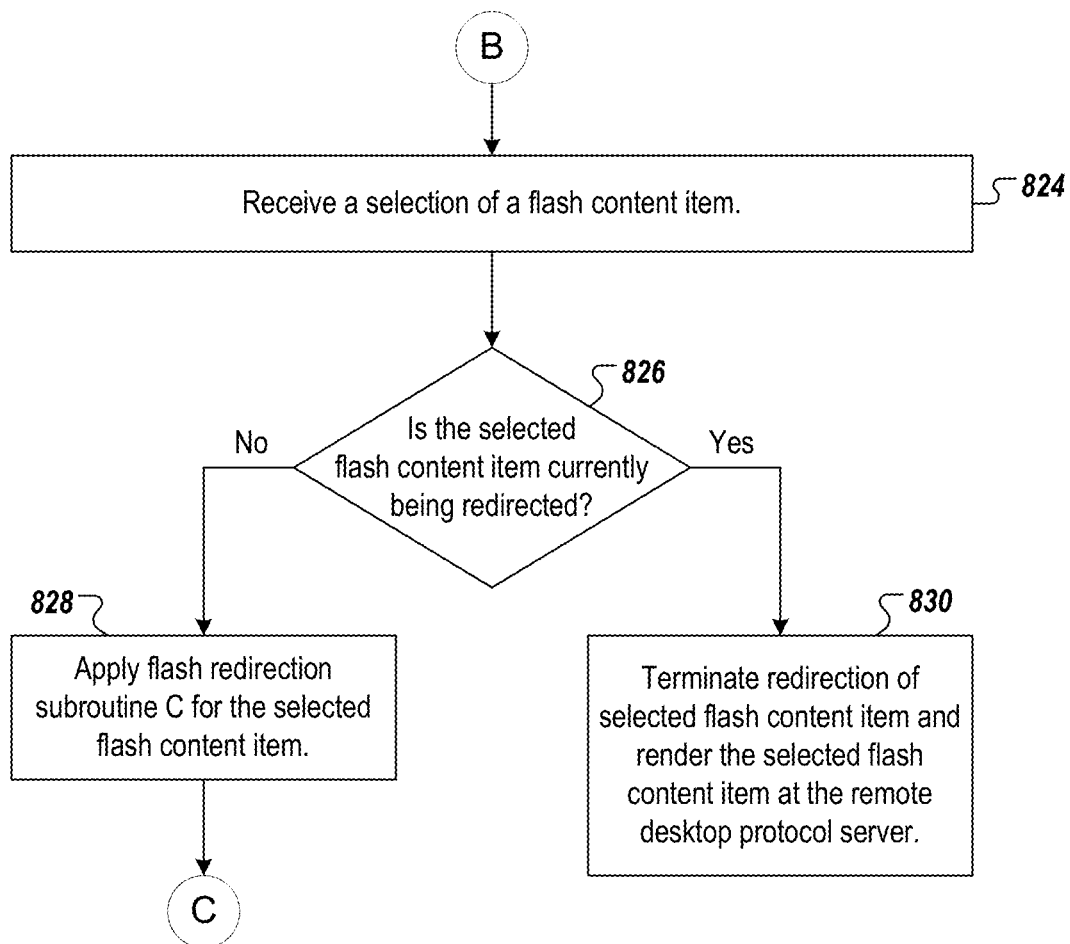 B
Receive a selection of a flash content item.
824
826
Is the selected
flash content item currently
being redirected?
No
Yes
828
Apply flash redirection
subroutine C for the selected
flash content item.
830
Terminate redirection of
selected flash content item and
render the selected flash
content item at the remote
desktop protocol server.
C